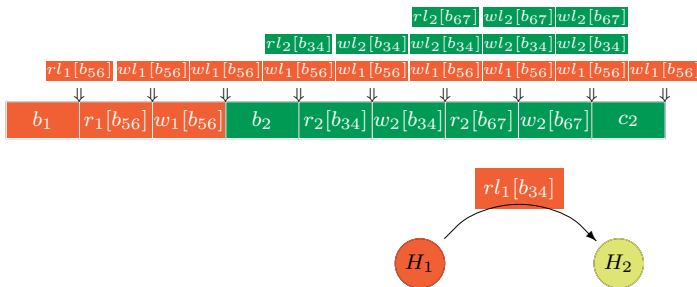 rl₂[b₆₇] wl₂[b₆₇] wl₂[b₆₇]
rl₂[b₃₄] wl₂[b₃₄] wl₂[b₃₄] wl₂[b₃₄] wl₂[b₃₄]
rl₁[b₅₆] wl₁[b₅₆] wl₁[b₅₆] wl₁[b₅₆] wl₁[b₅₆] wl₁[b₅₆] wl₁[b₅₆] wl₁[b₅₆] wl₁[b₅₆]
⇓ ⇓ ⇓ ⇓ ⇓ ⇓ ⇓ ⇓ ⇓
b₁ r₁[b₅₆] w₁[b₅₆] b₂ r₂[b₃₄] w₂[b₃₄] r₂[b₆₇] w₂[b₆₇] c₂
rl₁[b₃₄]
H₁ H₂